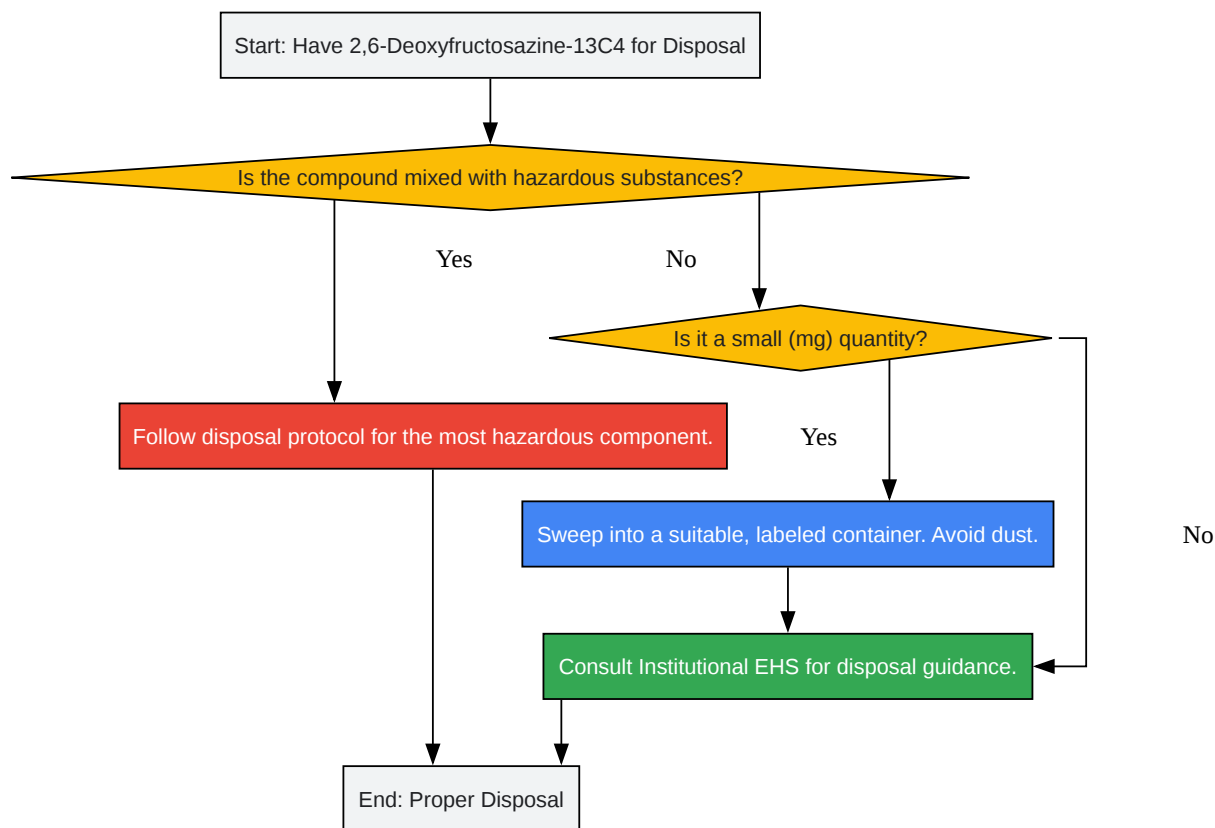 Start: Have 2,6-Deoxyfructosazine-13C4 for Disposal
Is the compound mixed with hazardous substances?
Yes
No
Is it a small (mg) quantity?
Follow disposal protocol for the most hazardous component.
Yes
Sweep into a suitable, labeled container. Avoid dust.
No
Consult Institutional EHS for disposal guidance.
End: Proper Disposal